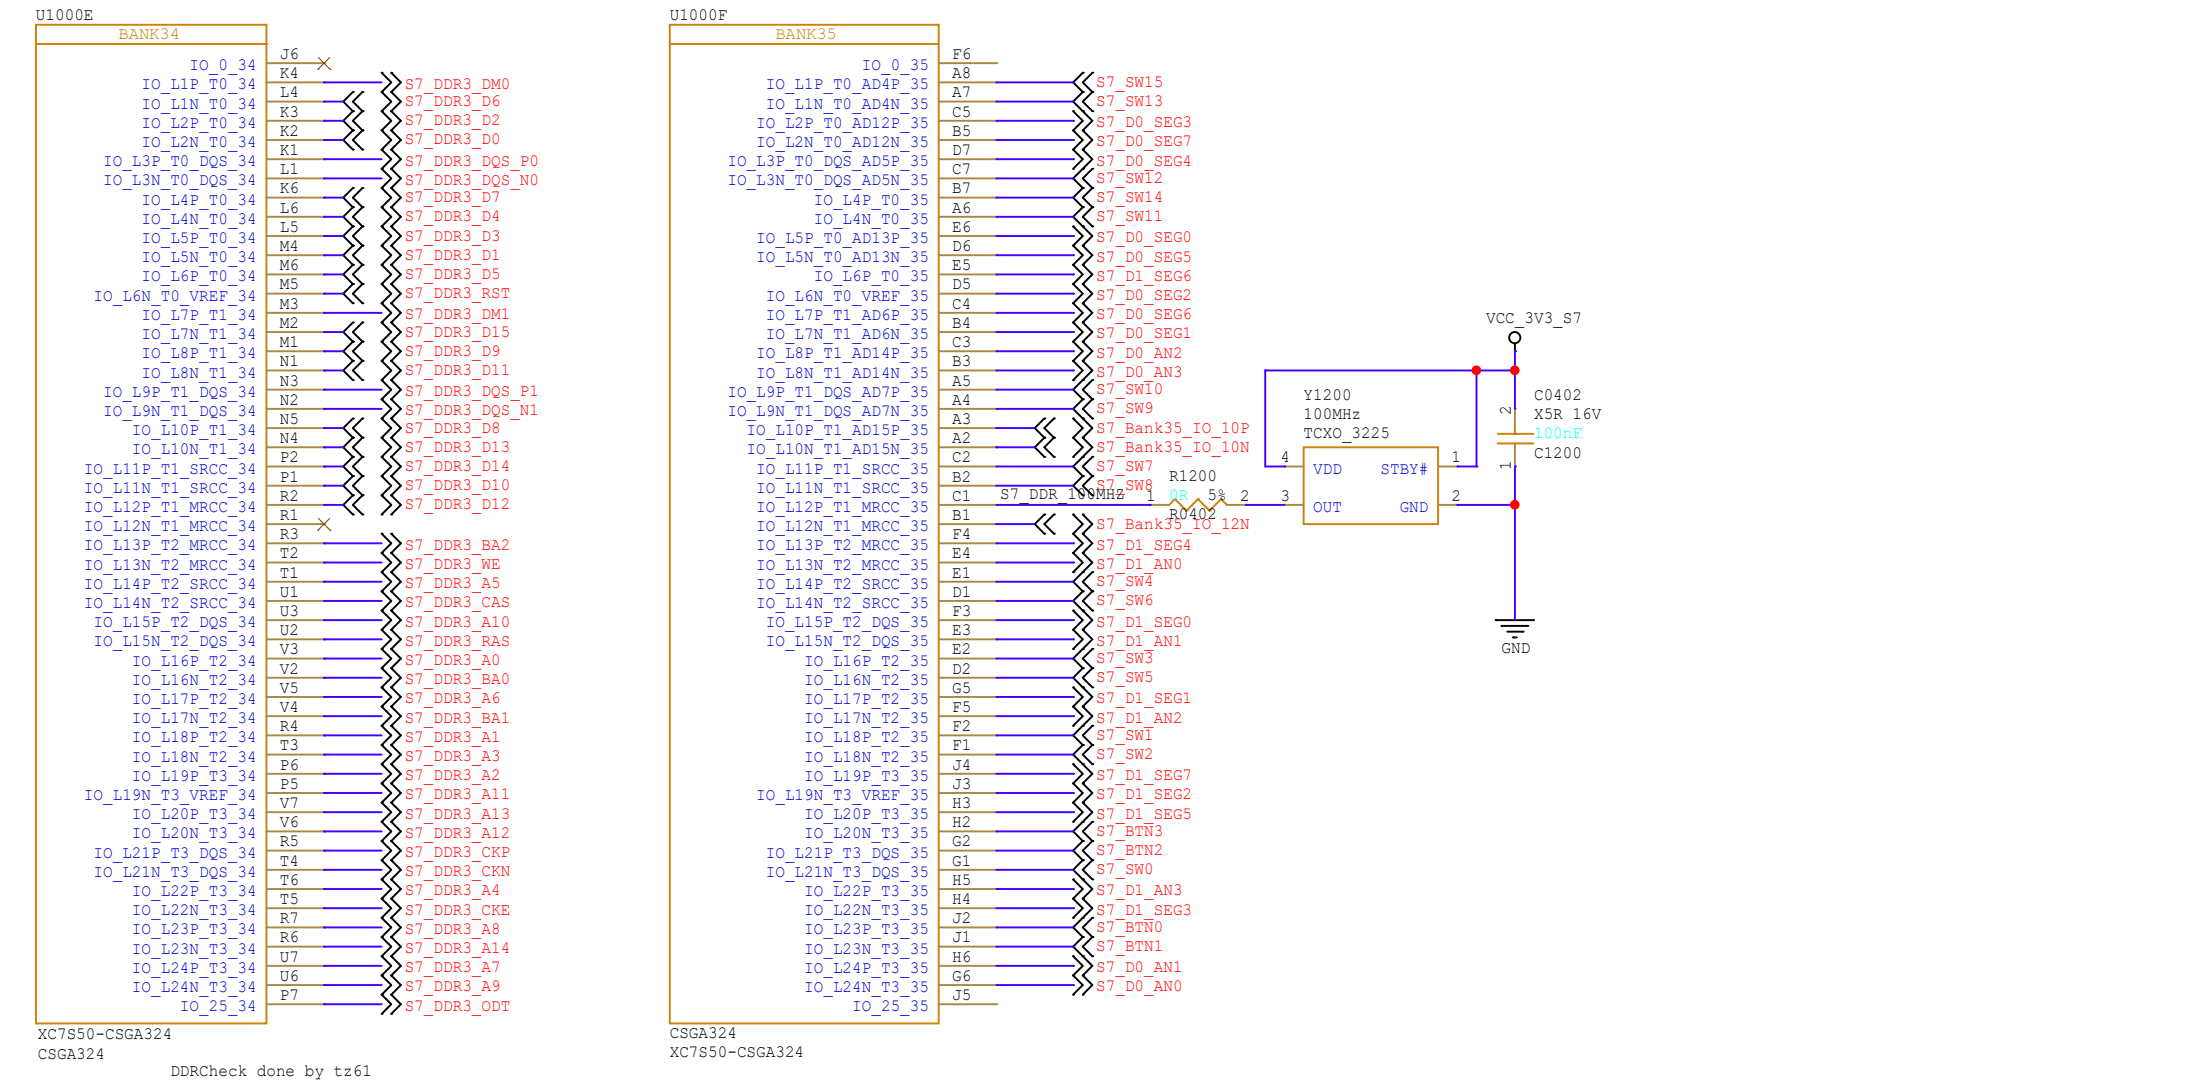 U1000E
BANK34
IO_0_34 J6
IO_L1P_T0_34 K4 S7_DDR3_DM0
IO_L1N_T0_34 L4 S7_DDR3_D6
IO_L2P_T0_34 K3 S7_DDR3_D2
IO_L2N_T0_34 K2 S7_DDR3_D0
IO_L3P_T0_DQS_34 K1 S7_DDR3_DQS_P0
IO_L3N_T0_DQS_34 L1 S7_DDR3_DQS_N0
IO_L4P_T0_34 K6 S7_DDR3_D7
IO_L4N_T0_34 L6 S7_DDR3_D4
IO_L5P_T0_34 L5 S7_DDR3_D3
IO_L5N_T0_34 M4 S7_DDR3_D1
IO_L6P_T0_34 M6 S7_DDR3_D5
IO_L6N_T0_VREF_34 M5 S7_DDR3_RST
IO_L7P_T1_34 M3 S7_DDR3_DM1
IO_L7N_T1_34 M2 S7_DDR3_D15
IO_L8P_T1_34 M1 S7_DDR3_D9
IO_L8N_T1_34 N1 S7_DDR3_D11
IO_L9P_T1_DQS_34 N3 S7_DDR3_DQS_P1
IO_L9N_T1_DQS_34 N2 S7_DDR3_DQS_N1
IO_L10P_T1_34 N5 S7_DDR3_D8
IO_L10N_T1_34 N4 S7_DDR3_D13
IO_L11P_T1_SRCC_34 P2 S7_DDR3_D14
IO_L11N_T1_SRCC_34 P1 S7_DDR3_D10
IO_L12P_T1_MRCC_34 R2 S7_DDR3_D12
IO_L12N_T1_MRCC_34 R1
IO_L13P_T2_MRCC_34 R3 S7_DDR3_BA2
IO_L13N_T2_MRCC_34 T2 S7_DDR3_WE
IO_L14P_T2_SRCC_34 T1 S7_DDR3_A5
IO_L14N_T2_SRCC_34 U1 S7_DDR3_CAS
IO_L15P_T2_DQS_34 U3 S7_DDR3_A10
IO_L15N_T2_DQS_34 U2 S7_DDR3_RAS
IO_L16P_T2_34 V3 S7_DDR3_A0
IO_L16N_T2_34 V2 S7_DDR3_BA0
IO_L17P_T2_34 V5 S7_DDR3_A6
IO_L17N_T2_34 V4 S7_DDR3_BA1
IO_L18P_T2_34 R4 S7_DDR3_A1
IO_L18N_T2_34 T3 S7_DDR3_A3
IO_L19P_T3_34 P6 S7_DDR3_A2
IO_L19N_T3_VREF_34 P5 S7_DDR3_A11
IO_L20P_T3_34 V7 S7_DDR3_A13
IO_L20N_T3_34 V6 S7_DDR3_A12
IO_L21P_T3_DQS_34 R5 S7_DDR3_CKP
IO_L21N_T3_DQS_34 T4 S7_DDR3_CKN
IO_L22P_T3_34 T6 S7_DDR3_A4
IO_L22N_T3_34 T5 S7_DDR3_CKE
IO_L23P_T3_34 R7 S7_DDR3_A8
IO_L23N_T3_34 R6 S7_DDR3_A14
IO_L24P_T3_34 U7 S7_DDR3_A7
IO_L24N_T3_34 U6 S7_DDR3_A9
IO_25_34 P7 S7_DDR3_ODT
XC7S50-CSGA324
CSGA324
DDRCheck done by tz61
U1000F
BANK35
IO_0_35 F6
IO_L1P_T0_AD4P_35 A8 S7_SW15
IO_L1N_T0_AD4N_35 A7 S7_SW13
IO_L2P_T0_AD12P_35 C5 S7_D0_SEG3
IO_L2N_T0_AD12N_35 B5 S7_D0_SEG7
IO_L3P_T0_DQS_AD5P_35 D7 S7_D0_SEG4
IO_L3N_T0_DQS_AD5N_35 C7 S7_SW12
IO_L4P_T0_35 B7 S7_SW14
IO_L4N_T0_35 A6 S7_SW11
IO_L5P_T0_AD13P_35 E6 S7_D0_SEG0
IO_L5N_T0_AD13N_35 D6 S7_D0_SEG5
IO_L6P_T0_35 E5 S7_D1_SEG6
IO_L6N_T0_VREF_35 D5 S7_D0_SEG2
IO_L7P_T1_AD6P_35 C4 S7_D0_SEG6
IO_L7N_T1_AD6N_35 B4 S7_D0_SEG1
IO_L8P_T1_AD14P_35 C3 S7_D0_AN2
IO_L8N_T1_AD14N_35 B3 S7_D0_AN3
IO_L9P_T1_DQS_AD7P_35 A5 S7_SW10
IO_L9N_T1_DQS_AD7N_35 A4 S7_SW9
IO_L10P_T1_AD15P_35 A3 S7_Bank35_IO_10P
IO_L10N_T1_AD15N_35 A2 S7_Bank35_IO_10N
IO_L11P_T1_SRCC_35 C2 S7_SW7
IO_L11N_T1_SRCC_35 B2 S7_SW8
IO_L12P_T1_MRCC_35 C1 S7_DDR_100MHZ
IO_L12N_T1_MRCC_35 B1 S7_Bank35_IO_12N
IO_L13P_T2_MRCC_35 F4 S7_D1_SEG4
IO_L13N_T2_MRCC_35 E4 S7_D1_AN0
IO_L14P_T2_SRCC_35 E1 S7_SW4
IO_L14N_T2_SRCC_35 D1 S7_SW6
IO_L15P_T2_DQS_35 F3 S7_D1_SEG0
IO_L15N_T2_DQS_35 E3 S7_D1_AN1
IO_L16P_T2_35 E2 S7_SW3
IO_L16N_T2_35 D2 S7_SW5
IO_L17P_T2_35 G5 S7_D1_SEG1
IO_L17N_T2_35 F5 S7_D1_AN2
IO_L18P_T2_35 F2 S7_SW1
IO_L18N_T2_35 F1 S7_SW2
IO_L19P_T3_35 J4 S7_D1_SEG7
IO_L19N_T3_VREF_35 J3 S7_D1_SEG2
IO_L20P_T3_35 H3 S7_D1_SEG5
IO_L20N_T3_35 H2 S7_BTN3
IO_L21P_T3_DQS_35 G2 S7_BTN2
IO_L21N_T3_DQS_35 G1 S7_SW0
IO_L22P_T3_35 H5 S7_D1_AN3
IO_L22N_T3_35 H4 S7_D1_SEG3
IO_L23P_T3_35 J2 S7_BTN0
IO_L23N_T3_35 J1 S7_BTN1
IO_L24P_T3_35 H6 S7_D0_AN1
IO_L24N_T3_35 G6 S7_D0_AN0
IO_25_35 J5
CSGA324
XC7S50-CSGA324
R1200
1 0R 5% 2
R0402
Y1200
100MHz
TCXO_3225
4 VDD STBY# 1
3 OUT GND 2
VCC_3V3_S7
C0402
2 X5R 16V
100nF
1 C1200
GND